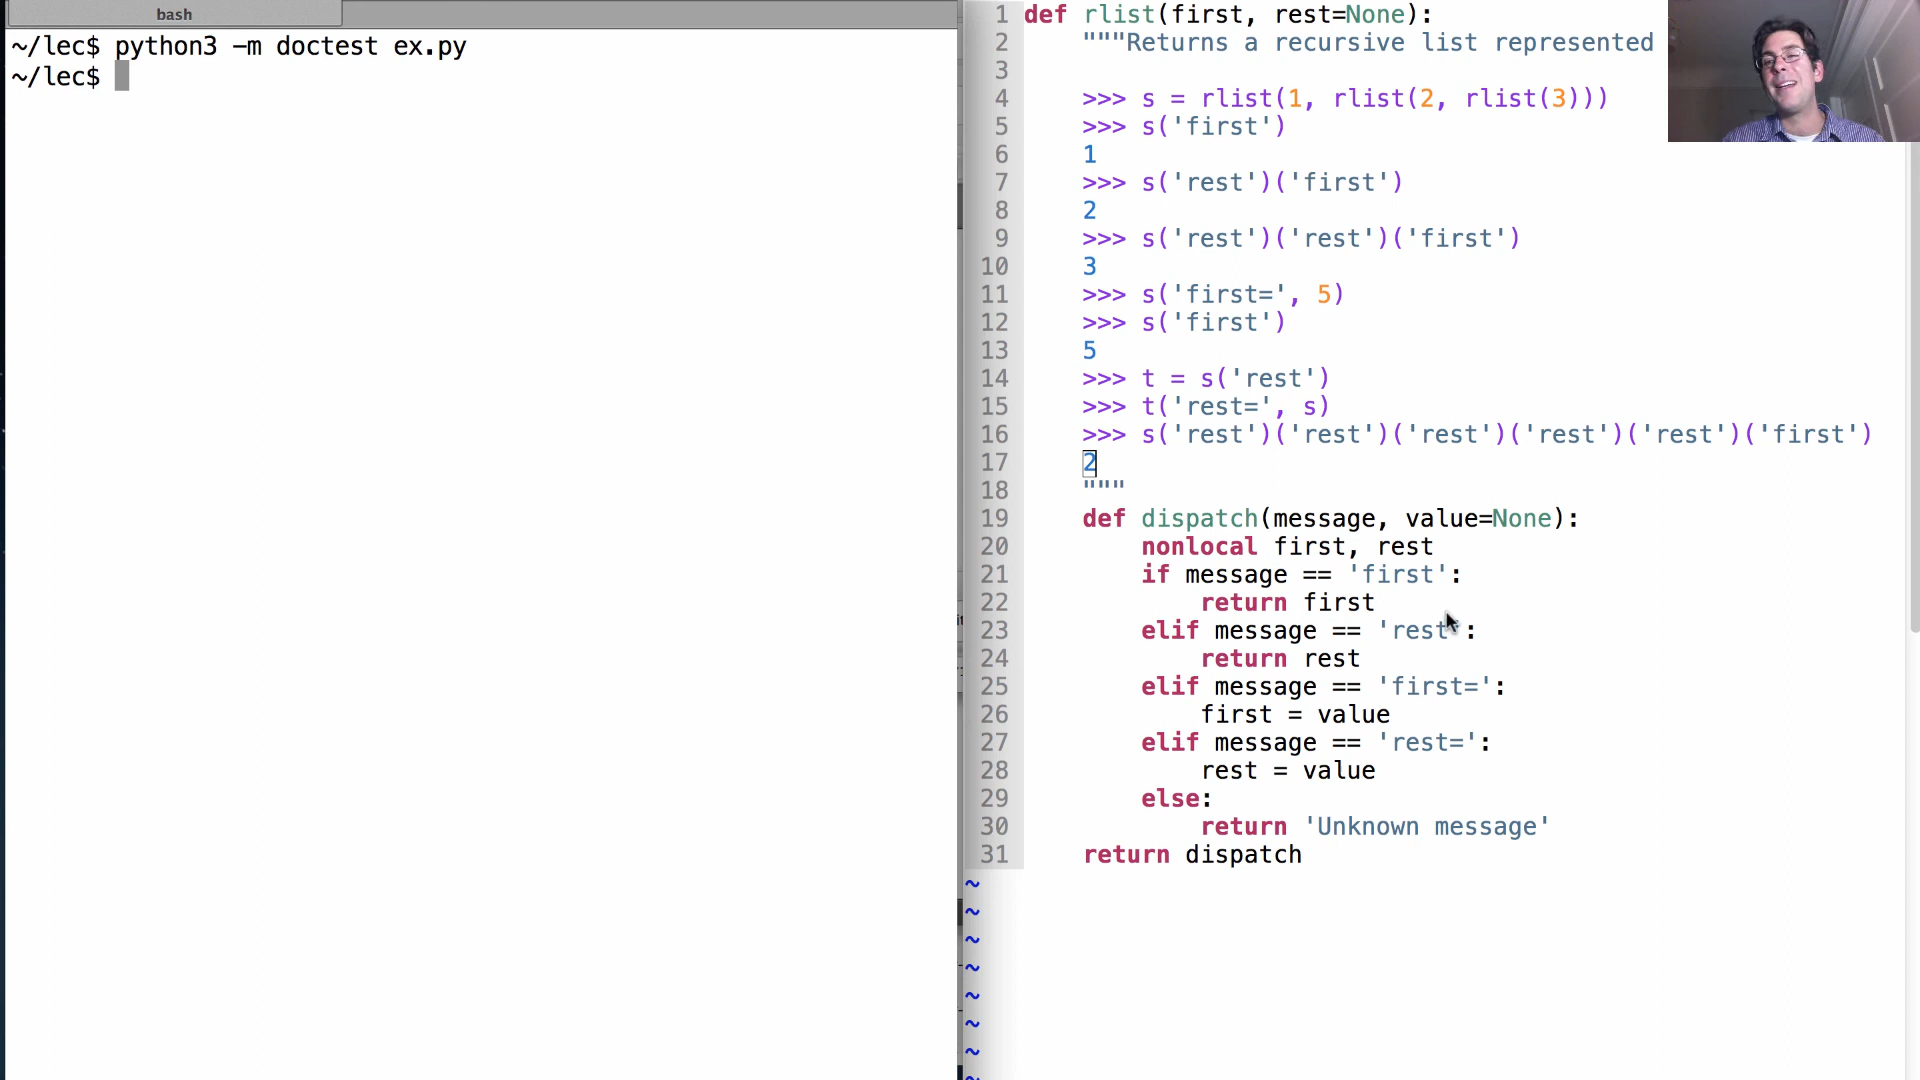 bash
~/lec$ python3 -m doctest ex.py
~/lec$
1 def rlist(first, rest=None):
2     """Returns a recursive list represented
3
4     >>> s = rlist(1, rlist(2, rlist(3)))
5     >>> s('first')
6     1
7     >>> s('rest')('first')
8     2
9     >>> s('rest')('rest')('first')
10     3
11     >>> s('first=', 5)
12     >>> s('first')
13     5
14     >>> t = s('rest')
15     >>> t('rest=', s)
16     >>> s('rest')('rest')('rest')('rest')('rest')('first')
17     2
18     """
19     def dispatch(message, value=None):
20         nonlocal first, rest
21         if message == 'first':
22             return first
23         elif message == 'rest':
24             return rest
25         elif message == 'first=':
26             first = value
27         elif message == 'rest=':
28             rest = value
29         else:
30             return 'Unknown message'
31     return dispatch
~
~
~
~
~
~
~
~